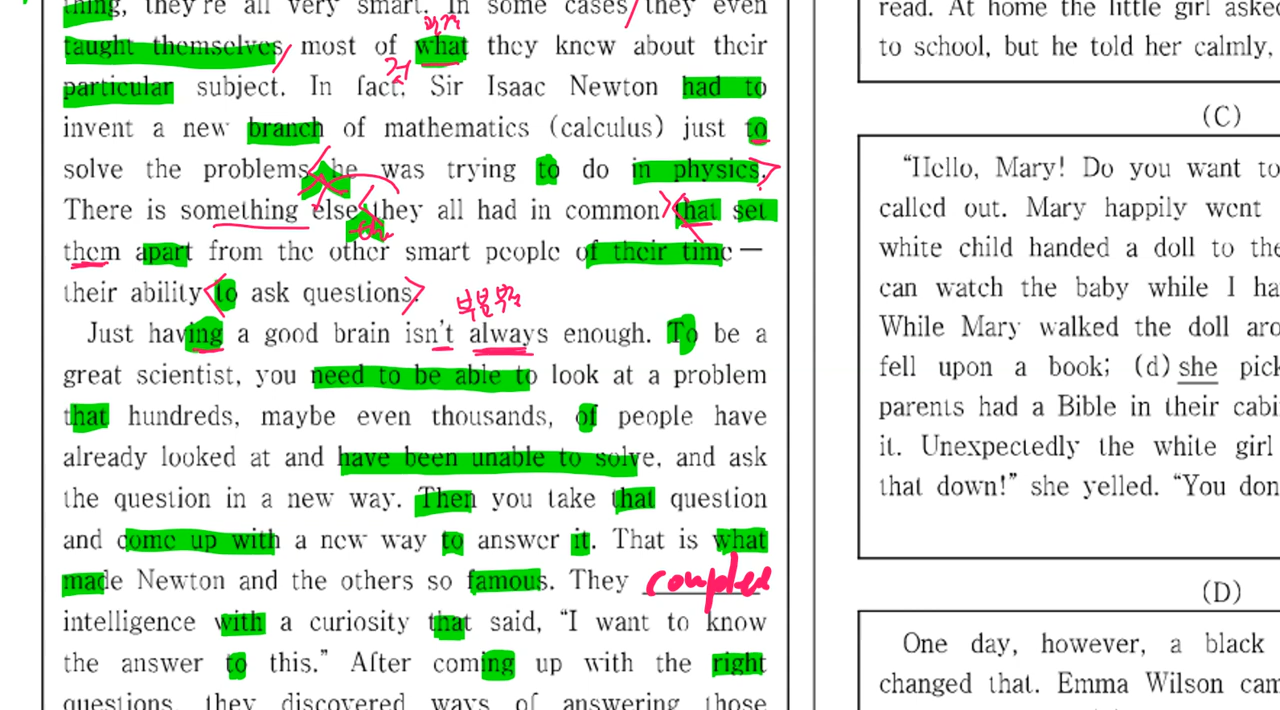 thing, they're all very smart. In some cases they even
taught themselves most of what they knew about their
particular subject. In fact, Sir Isaac Newton had to
invent a new branch of mathematics (calculus) just to
solve the problems he was trying to do in physics.
There is something else they all had in common that set
them apart from the other smart people of their time—
their ability to ask questions.
부분부정
Just having a good brain isn't always enough. To be a
great scientist, you need to be able to look at a problem
that hundreds, maybe even thousands, of people have
already looked at and have been unable to solve, and ask
the question in a new way. Then you take that question
and come up with a new way to answer it. That is what
made Newton and the others so famous. They coupled
intelligence with a curiosity that said, “I want to know
the answer to this.” After coming up with the right
questions, they discovered ways of answering those
read. At home the little girl asked
to school, but he told her calmly,
(C)
“Hello, Mary! Do you want to
called out. Mary happily went
white child handed a doll to the
can watch the baby while I ha
While Mary walked the doll aro
fell upon a book; (d) she pick
parents had a Bible in their cabi
it. Unexpectedly the white girl
that down!” she yelled. “You don
(D)
One day, however, a black
changed that. Emma Wilson cam